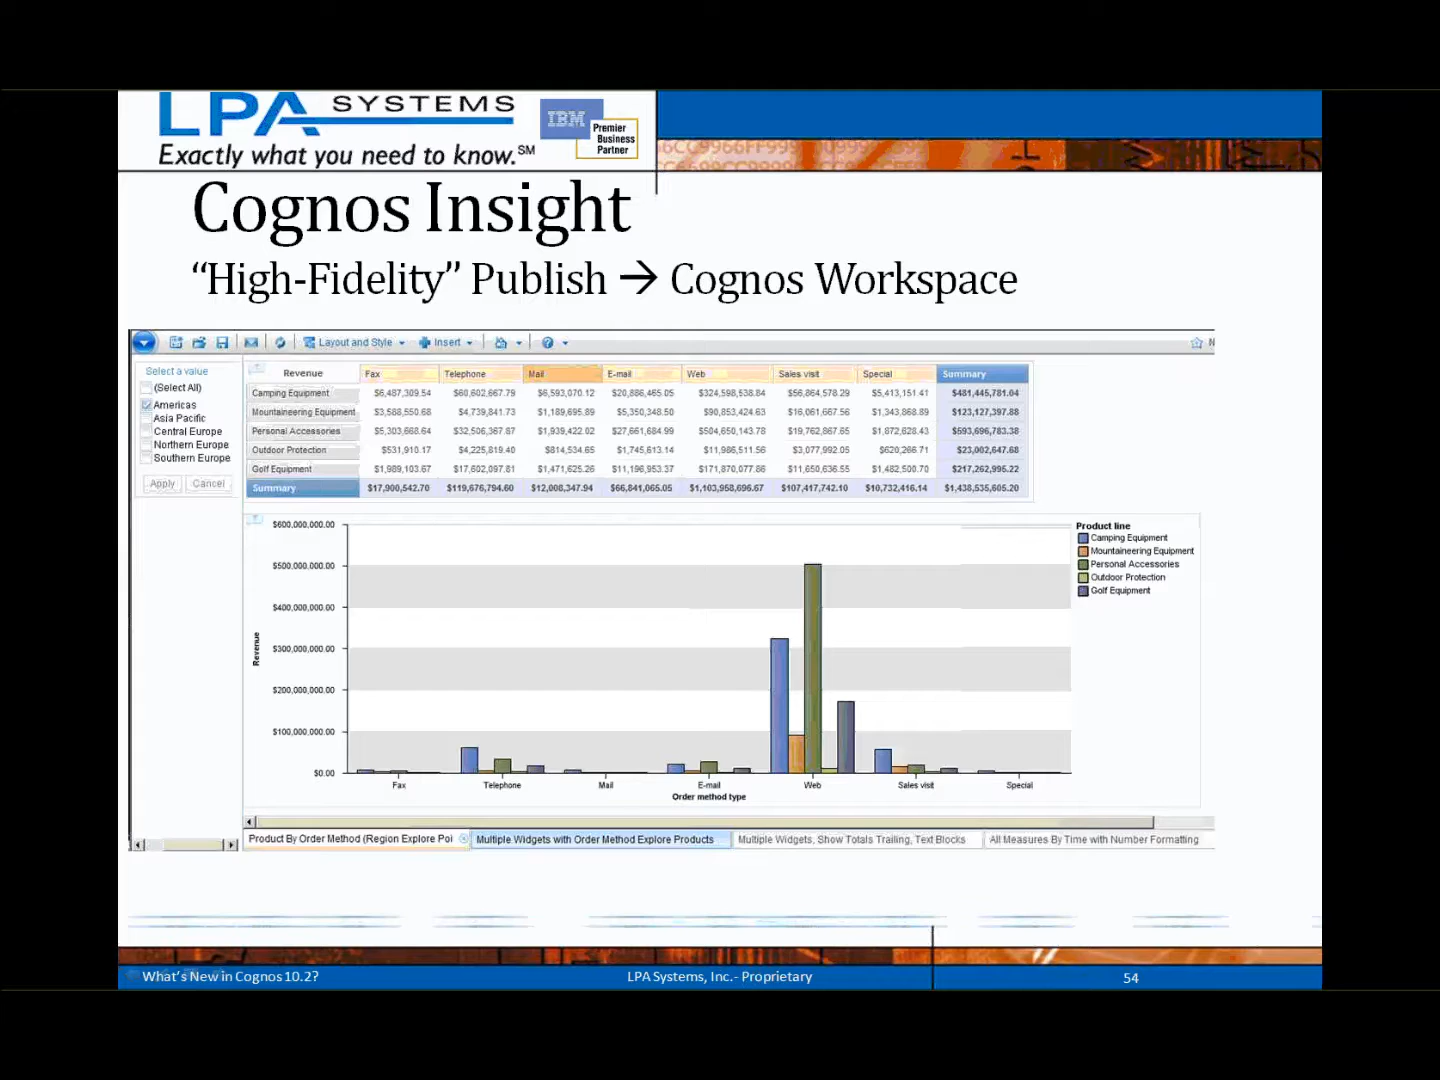 LPA SYSTEMS
Exactly what you need to know.SM
IBM
Premier
Business
Partner
Cognos Insight
“High-Fidelity” Publish → Cognos Workspace
Layout and Style Insert
Select a value
(Select All)
Americas
Asia Pacific
Central Europe
Northern Europe
Southern Europe
Apply Cancel
Revenue Fax Telephone Mail E-mail Web Sales visit Special Summary
Camping Equipment $6,487,309.54 $60,602,667.79 $6,593,070.12 $20,886,465.05 $324,598,538.84 $56,864,578.29 $5,413,151.41 $481,445,781.04
Mountaineering Equipment $3,588,550.68 $4,739,841.73 $1,189,695.89 $5,350,348.50 $90,853,424.63 $16,061,667.56 $1,343,868.89 $123,127,397.88
Personal Accessories $5,303,668.64 $32,506,367.87 $1,939,422.02 $27,661,684.99 $504,650,143.78 $19,762,867.65 $1,872,628.43 $593,696,783.38
Outdoor Protection $531,910.17 $4,225,819.40 $814,534.65 $1,745,613.14 $11,986,511.56 $3,077,992.05 $620,266.71 $23,002,647.68
Golf Equipment $1,989,103.67 $17,602,097.81 $1,471,625.26 $11,196,953.37 $171,870,077.86 $11,650,636.55 $1,482,500.70 $217,262,995.22
Summary $17,900,542.70 $119,676,794.60 $12,008,347.94 $66,841,065.05 $1,103,958,696.67 $107,417,742.10 $10,732,416.14 $1,438,535,605.20
$600,000,000.00
$500,000,000.00
$400,000,000.00
$300,000,000.00
$200,000,000.00
$100,000,000.00
$0.00
Revenue
Fax Telephone Mail E-mail Web Sales visit Special
Order method type
Product line
Camping Equipment
Mountaineering Equipment
Personal Accessories
Outdoor Protection
Golf Equipment
Product By Order Method (Region Explore Poi Multiple Widgets with Order Method Explore Products Multiple Widgets, Show Totals Trailing, Text Blocks All Measures By Time with Number Formatting
What's New in Cognos 10.2? LPA Systems, Inc.- Proprietary 54